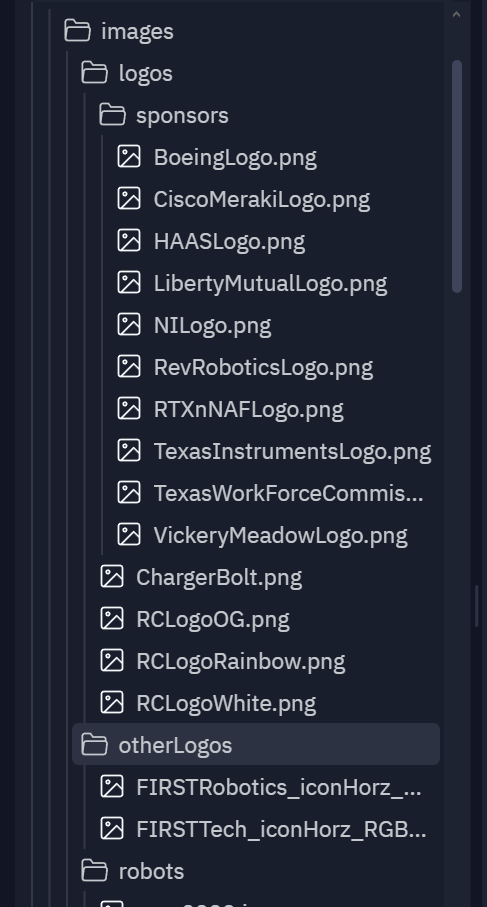 images
logos
sponsors
BoeingLogo.png
CiscoMerakiLogo.png
HAASLogo.png
LibertyMutualLogo.png
NILogo.png
RevRoboticsLogo.png
RTXnNAFLogo.png
TexasInstrumentsLogo.png
TexasWorkForceCommis...
VickeryMeadowLogo.png
ChargerBolt.png
RCLogoOG.png
RCLogoRainbow.png
RCLogoWhite.png
otherLogos
FIRSTRobotics_iconHorz_...
FIRSTTech_iconHorz_RGB...
robots